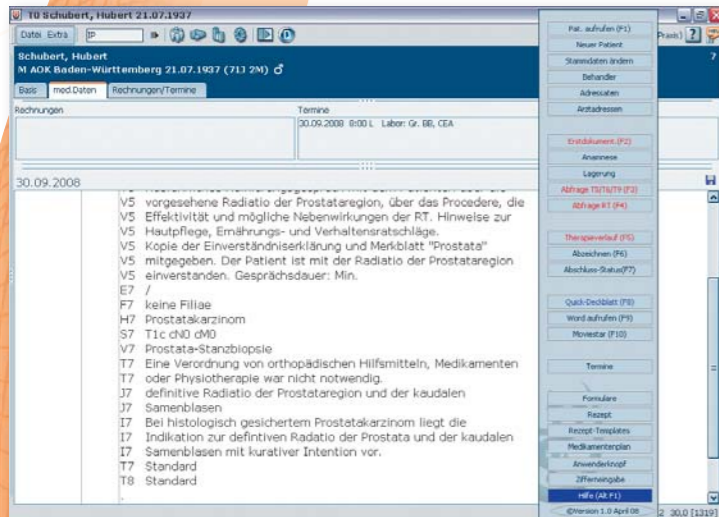 T0 Schubert, Hubert 21.07.1937
Datei Extra
Praxis) ?
Schubert, Hubert
7
M AOK Baden-Württemberg 21.07.1937 (71J 2M) ♂
Basis med.Daten Rechnungen/Termine
Rechnungen
Termine
30.09.2008 8:00 L Labor: Gr. BB, CEA
30.09.2008
V5 vorgesehene Radiatio der Prostataregion, über das Procedere, die
V5 Effektivität und mögliche Nebenwirkungen der RT. Hinweise zur
V5 Hautpflege, Ernährungs- und Verhaltensratschläge.
V5 Kopie der Einverständniserklärung und Merkblatt "Prostata"
V5 mitgegeben. Der Patient ist mit der Radiatio der Prostataregion
V5 einverstanden. Gesprächsdauer: Min.
E7 /
F7 keine Filiae
H7 Prostatakarzinom
S7 T1c cN0 cM0
V7 Prostata-Stanzbiopsie
T7 Eine Verordnung von orthopädischen Hilfsmitteln, Medikamenten
T7 oder Physiotherapie war nicht notwendig.
J7 definitive Radiatio der Prostataregion und der kaudalen
J7 Samenblasen
I7 Bei histologisch gesichertem Prostatakarzinom liegt die
I7 Indikation zur defintiven Radatio der Prostata und der kaudalen
I7 Samenblasen mit kurativer Intention vor.
T7 Standard
T8 Standard
.
Pat. aufrufen (F1)
Neuer Patient
Stammdaten ändern
Behandler
Adressaten
Arztadressen
Erstdokument.(F2)
Anamnese
Lagerung
Abfrage T5/T6/T9 (F3)
Abfrage RT (F4)
Therapieverlauf (F5)
Abzeichnen (F6)
Abschluss-Status(F7)
Quick-Deckblatt (F8)
Word aufrufen (F9)
Moviestar (F10)
Termine
Formulare
Rezept
Rezept-Templates
Medikamentenplan
Anwenderknopf
Zifferneingabe
Hilfe (Alt F1)
©Version 1.0 April 08
2 30.0 [1319]